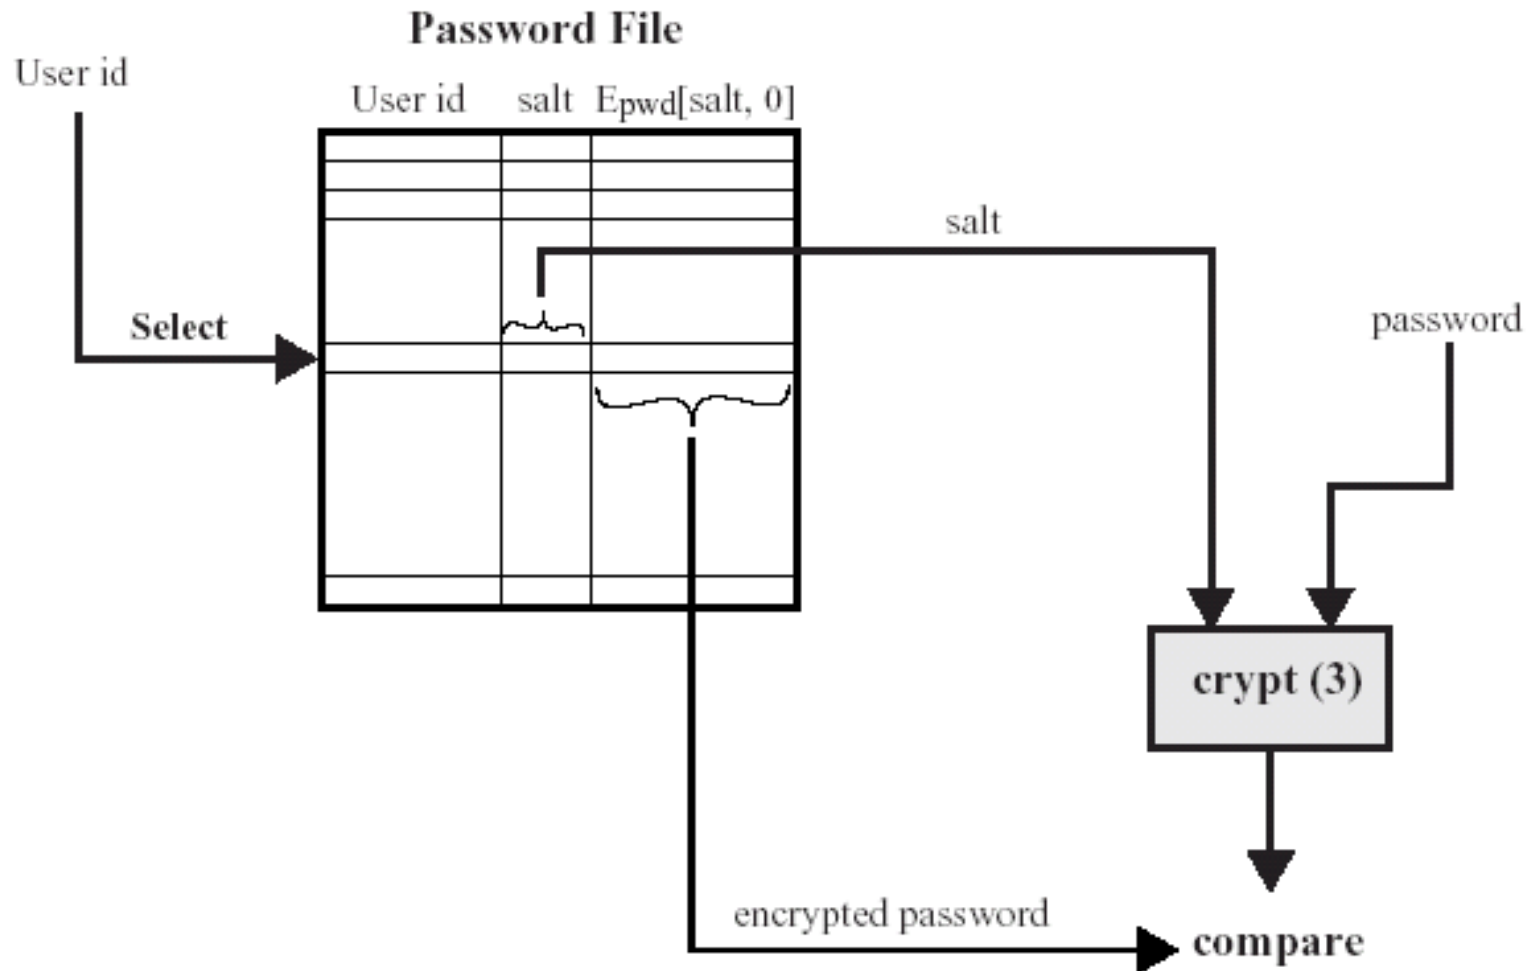 Password File
User id
User id salt Epwd[salt, 0]
salt
Select
password
crypt (3)
encrypted password
compare